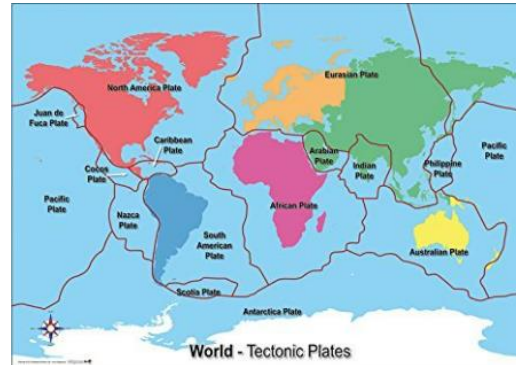 North America Plate
Eurasian Plate
Juan de
Fuca Plate
Caribbean
Plate
Cocos
Plate
Arabian
Plate
Indian
Plate
Philippine
Plate
Pacific
Plate
Pacific
Plate
Nazca
Plate
African Plate
South
American
Plate
Australian Plate
Scotia Plate
Antarctica Plate
World - Tectonic Plates